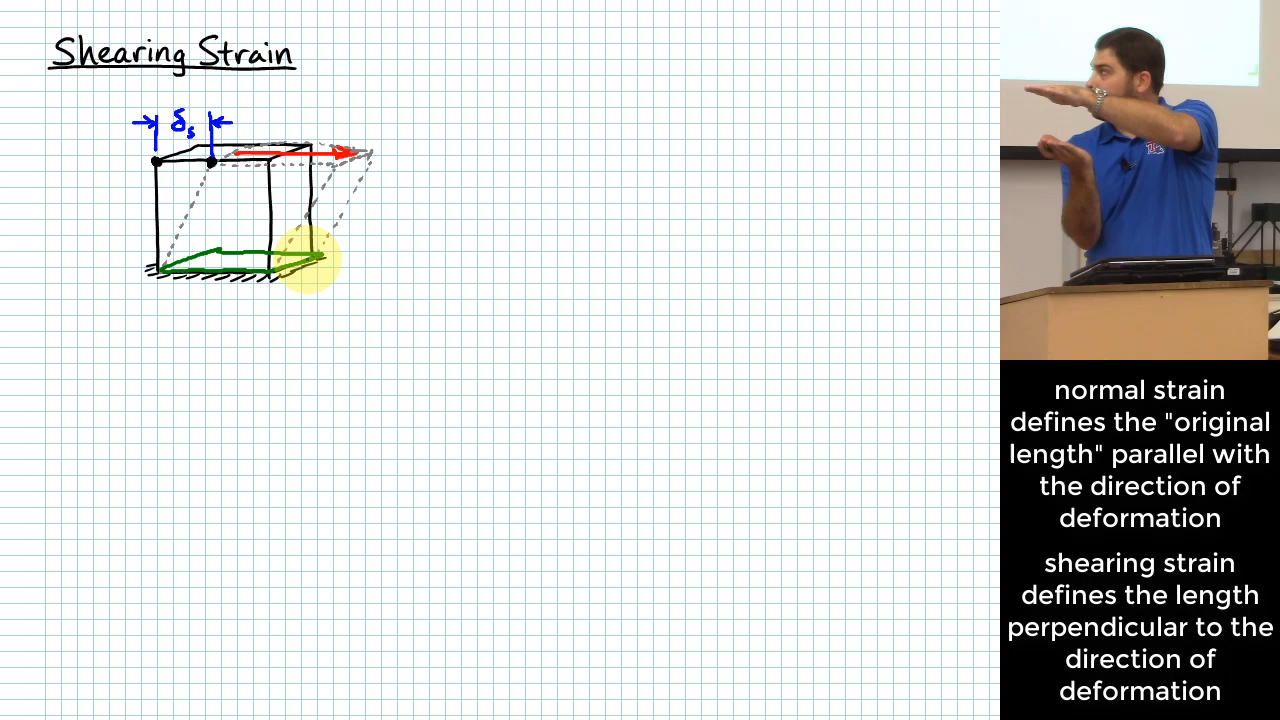 Shearing Strain
δs
normal strain
defines the "original
length" parallel with
the direction of
deformation
shearing strain
defines the length
perpendicular to the
direction of
deformation